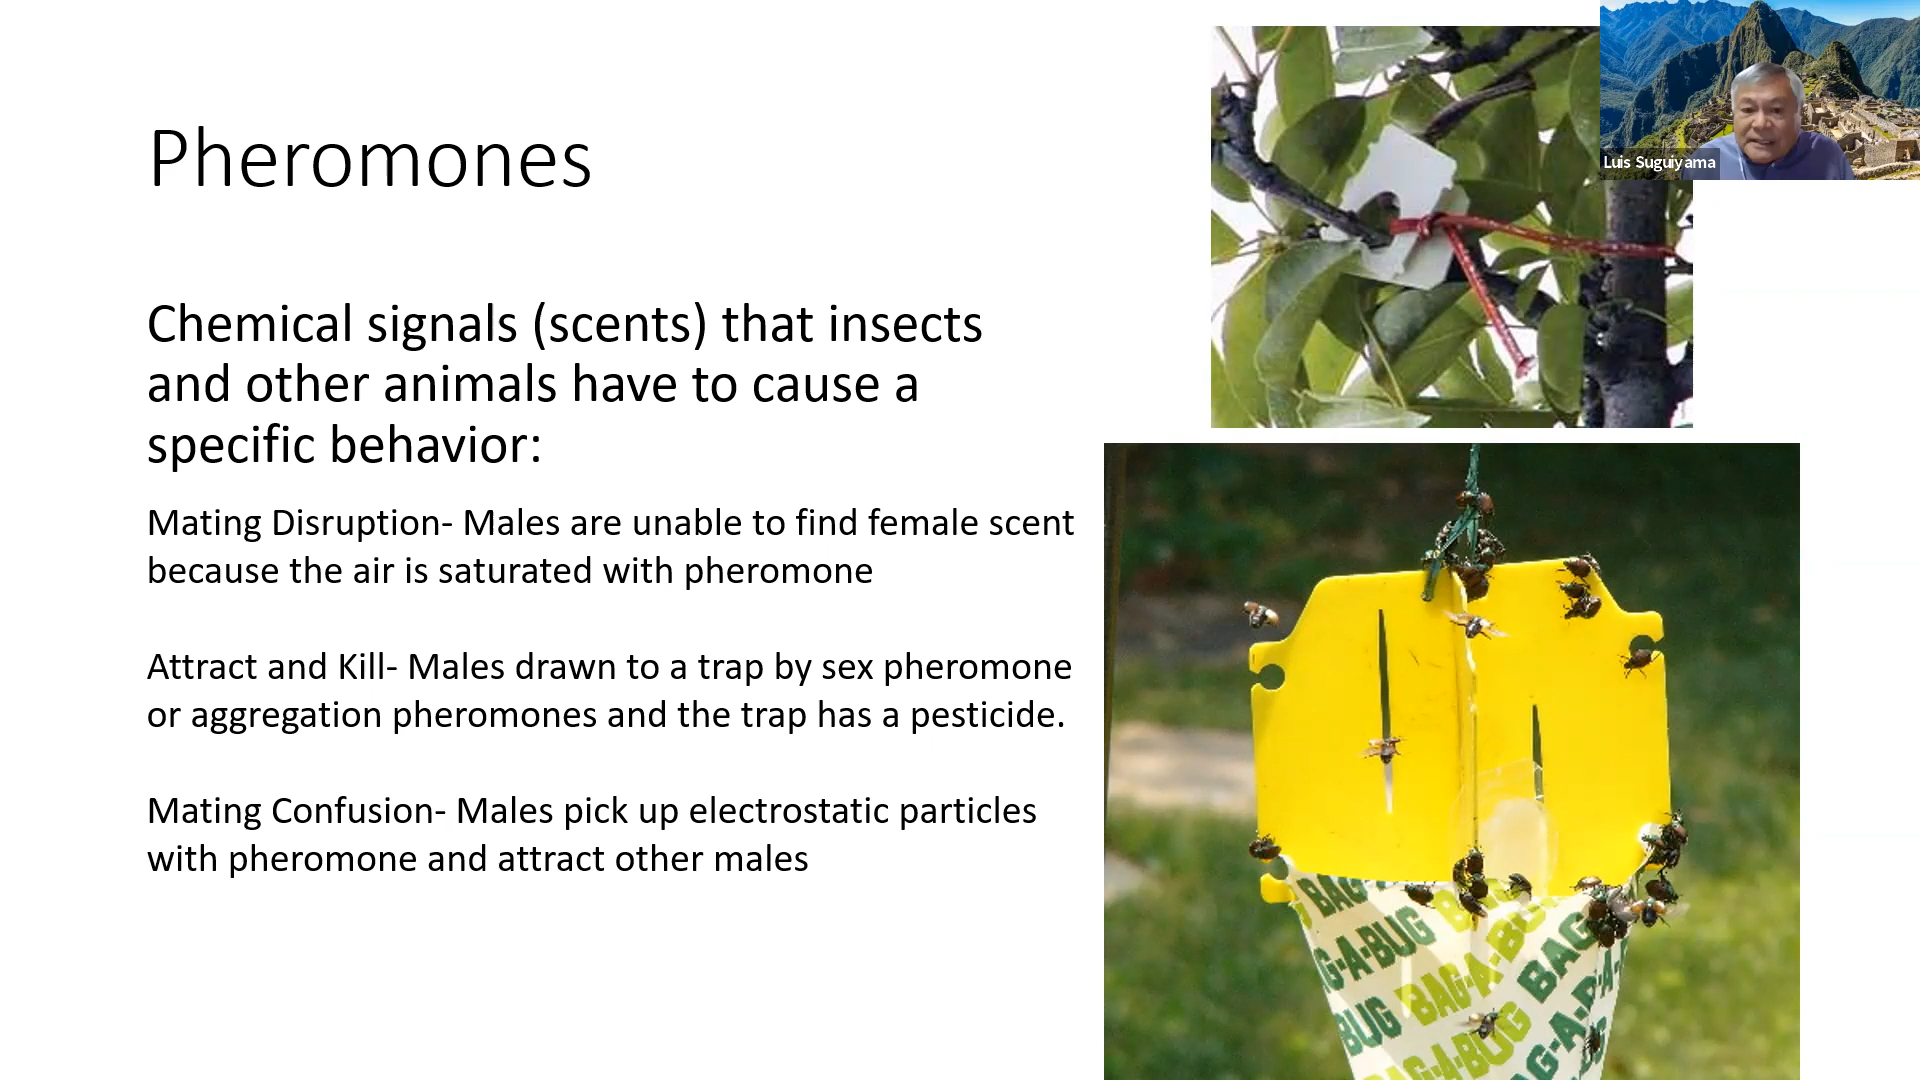 Pheromones
Luis Suguiyama
Chemical signals (scents) that insects
and other animals have to cause a
specific behavior:
Mating Disruption- Males are unable to find female scent
because the air is saturated with pheromone
Attract and Kill- Males drawn to a trap by sex pheromone
or aggregation pheromones and the trap has a pesticide.
Mating Confusion- Males pick up electrostatic particles
with pheromone and attract other males
BAG-
BAG-A-BUG
BAG
BUG
BAG-A-BUG